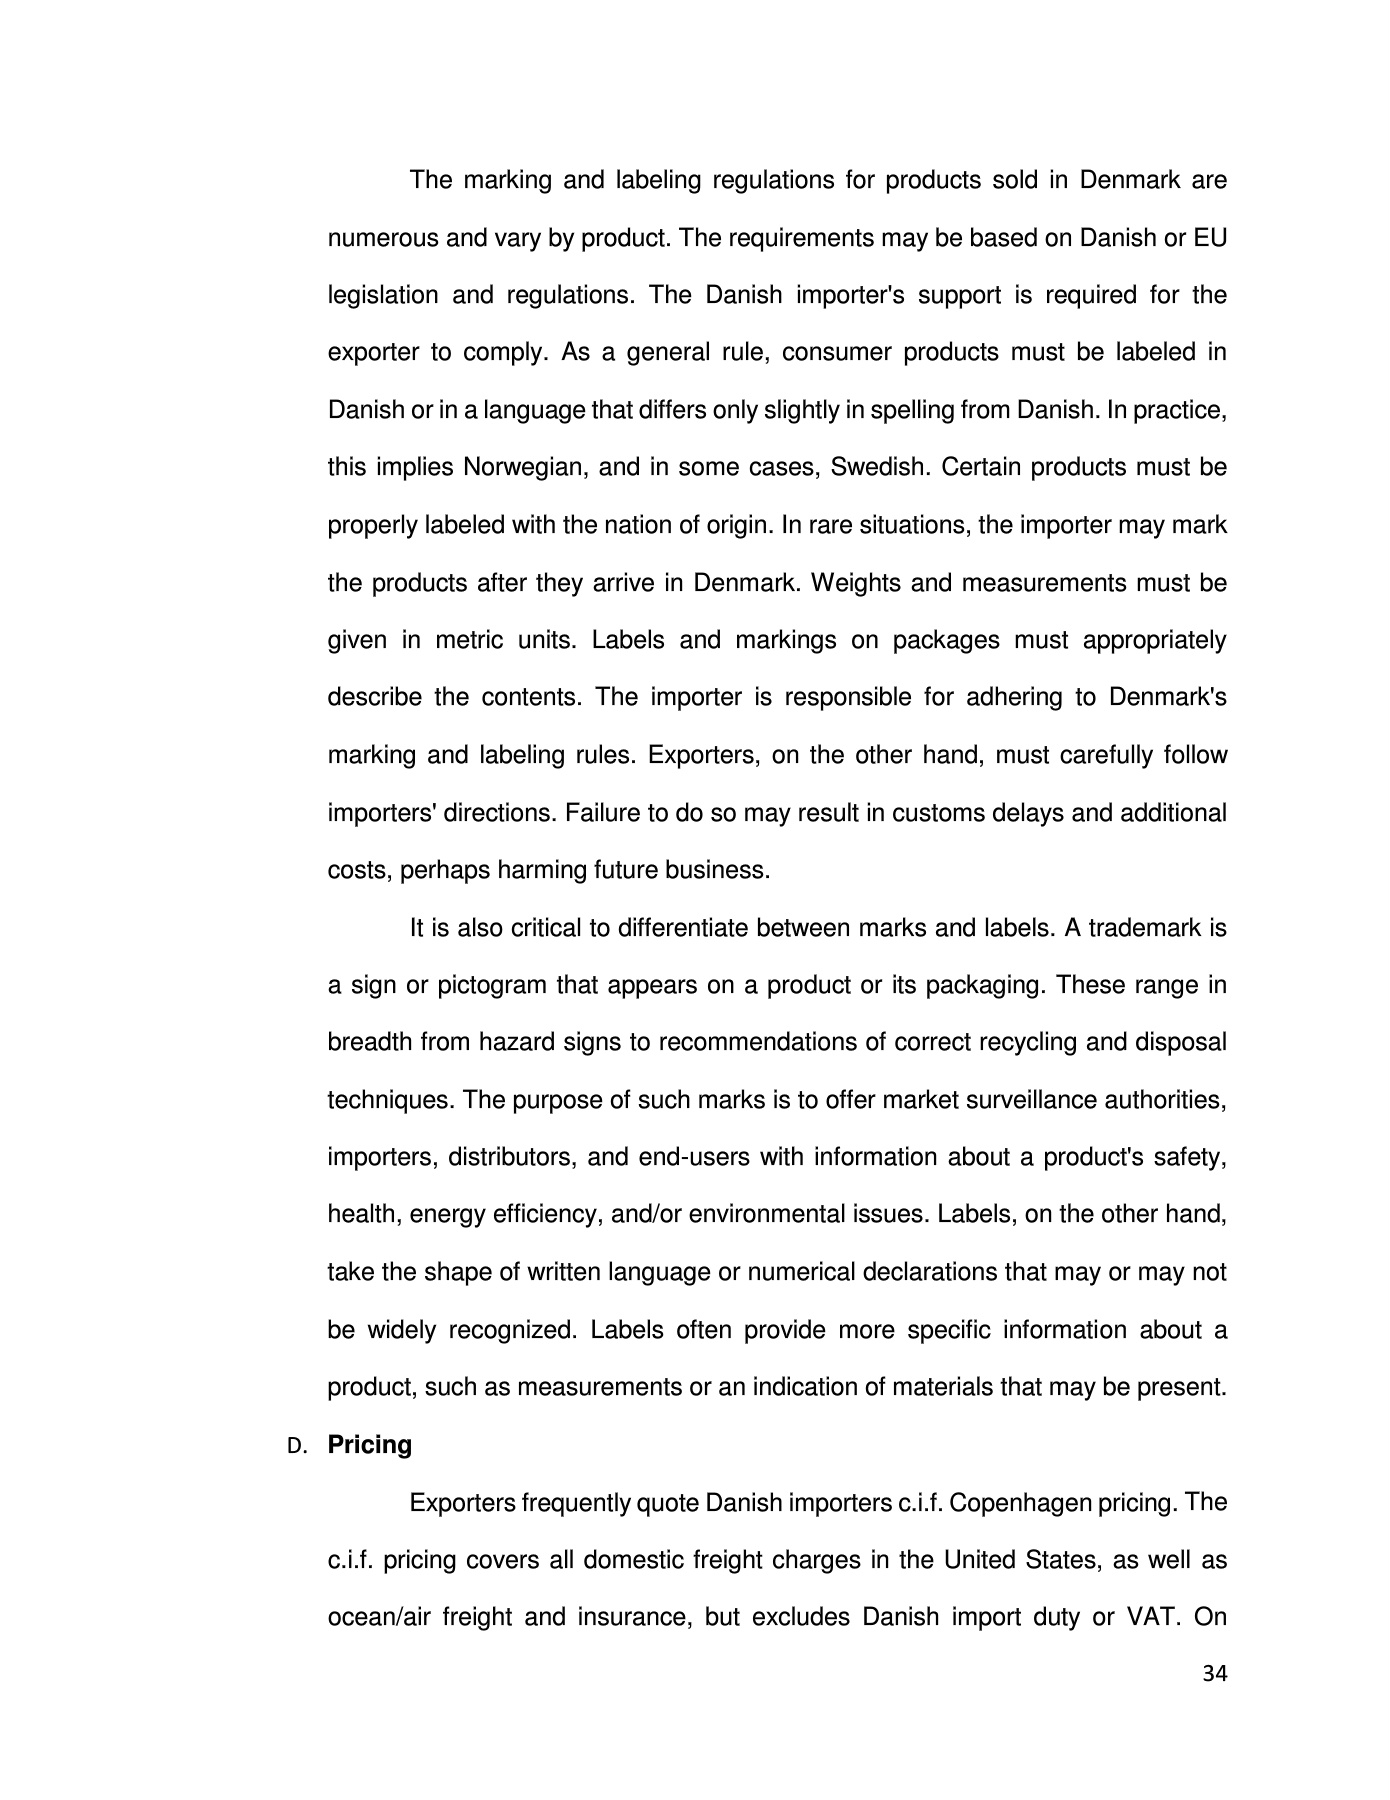 The marking and labeling regulations for products sold in Denmark are
numerous and vary by product. The requirements may be based on Danish or EU
legislation and regulations. The Danish importer's support is required for the
exporter to comply. As a general rule, consumer products must be labeled in
Danish or in a language that differs only slightly in spelling from Danish. In practice,
this implies Norwegian, and in some cases, Swedish. Certain products must be
properly labeled with the nation of origin. In rare situations, the importer may mark
the products after they arrive in Denmark. Weights and measurements must be
given in metric units. Labels and markings on packages must appropriately
describe the contents. The importer is responsible for adhering to Denmark's
marking and labeling rules. Exporters, on the other hand, must carefully follow
importers' directions. Failure to do so may result in customs delays and additional
costs, perhaps harming future business.
It is also critical to differentiate between marks and labels. A trademark is
a sign or pictogram that appears on a product or its packaging. These range in
breadth from hazard signs to recommendations of correct recycling and disposal
techniques. The purpose of such marks is to offer market surveillance authorities,
importers, distributors, and end-users with information about a product's safety,
health, energy efficiency, and/or environmental issues. Labels, on the other hand,
take the shape of written language or numerical declarations that may or may not
be widely recognized. Labels often provide more specific information about a
product, such as measurements or an indication of materials that may be present.
D. Pricing
Exporters frequently quote Danish importers c.i.f. Copenhagen pricing. The
c.i.f. pricing covers all domestic freight charges in the United States, as well as
ocean/air freight and insurance, but excludes Danish import duty or VAT. On
34